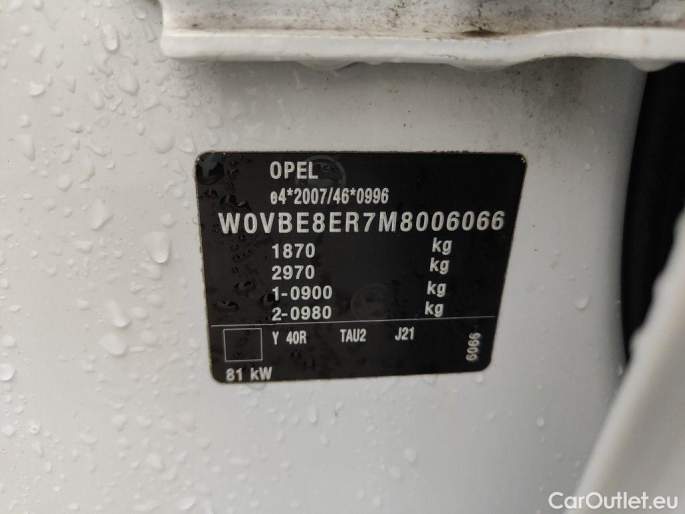 OPEL
e4*2007/46*0996
W0VBE8ER7M8006066
1870 kg
2970 kg
1-0900 kg
2-0980 kg
Y 40R TAU2 J21
6066
81 kW
CarOutlet.eu